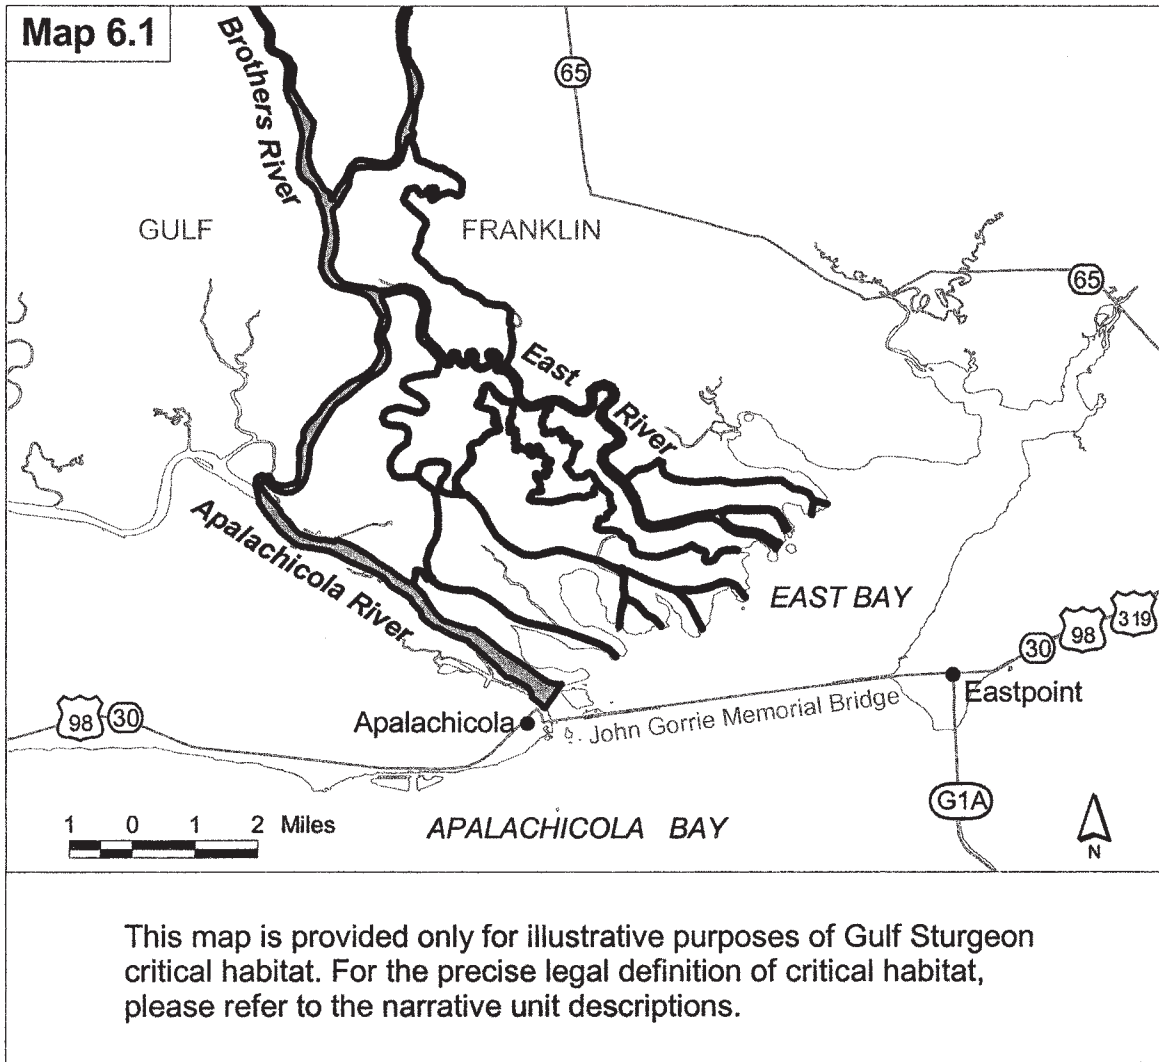 Map 6.1
Brothers River
65
GULF
FRANKLIN
65
East River
Apalachicola River
EAST BAY
319
98
30
Eastpoint
98
30
Apalachicola
John Gorrie Memorial Bridge
G1A
1 0 1 2 Miles
APALACHICOLA BAY
N
This map is provided only for illustrative purposes of Gulf Sturgeon
critical habitat. For the precise legal definition of critical habitat,
please refer to the narrative unit descriptions.